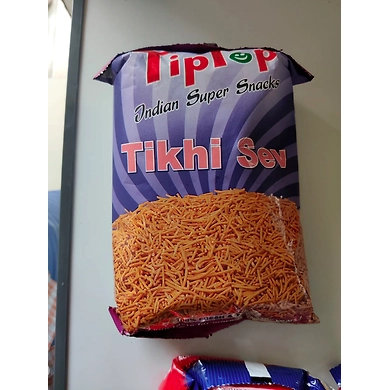 TipTop
Indian Super Snacks
Tikhi Sev